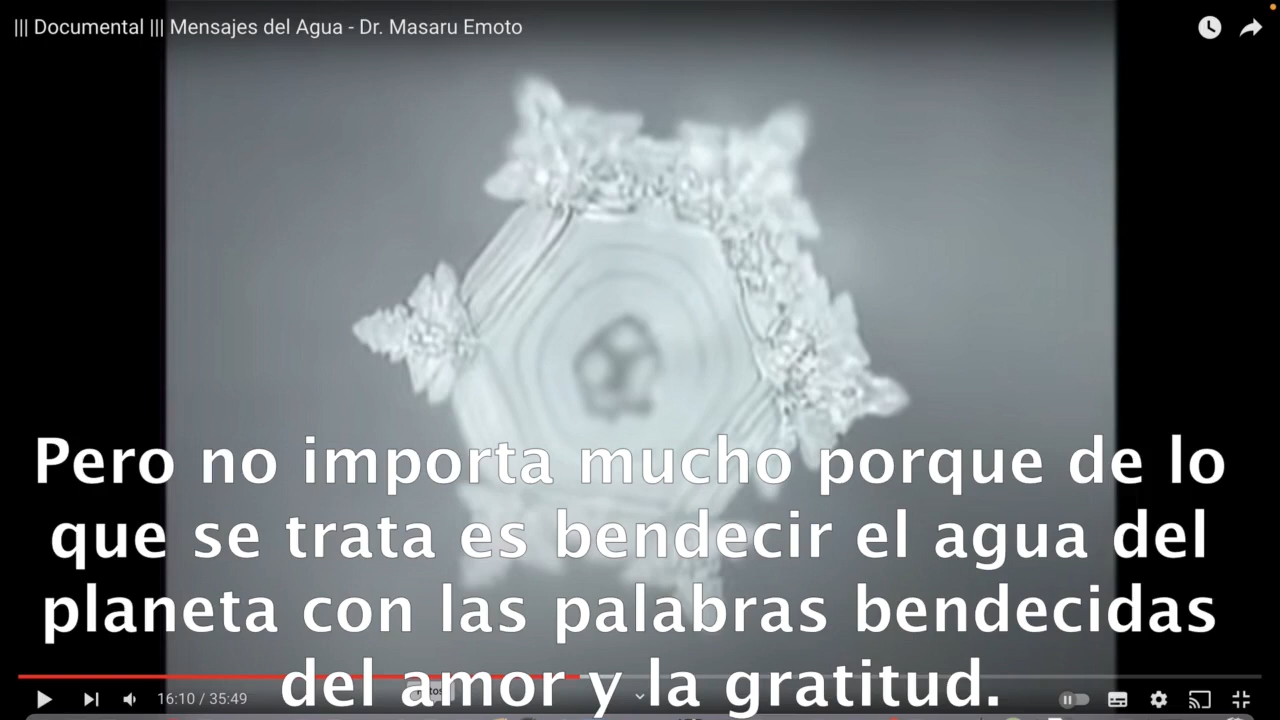 ||| Documental ||| Mensajes del Agua - Dr. Masaru Emoto
Pero no importa mucho porque de lo
que se trata es bendecir el agua del
planeta con las palabras bendecidas
del amor y la gratitud.
16:10 / 35:49